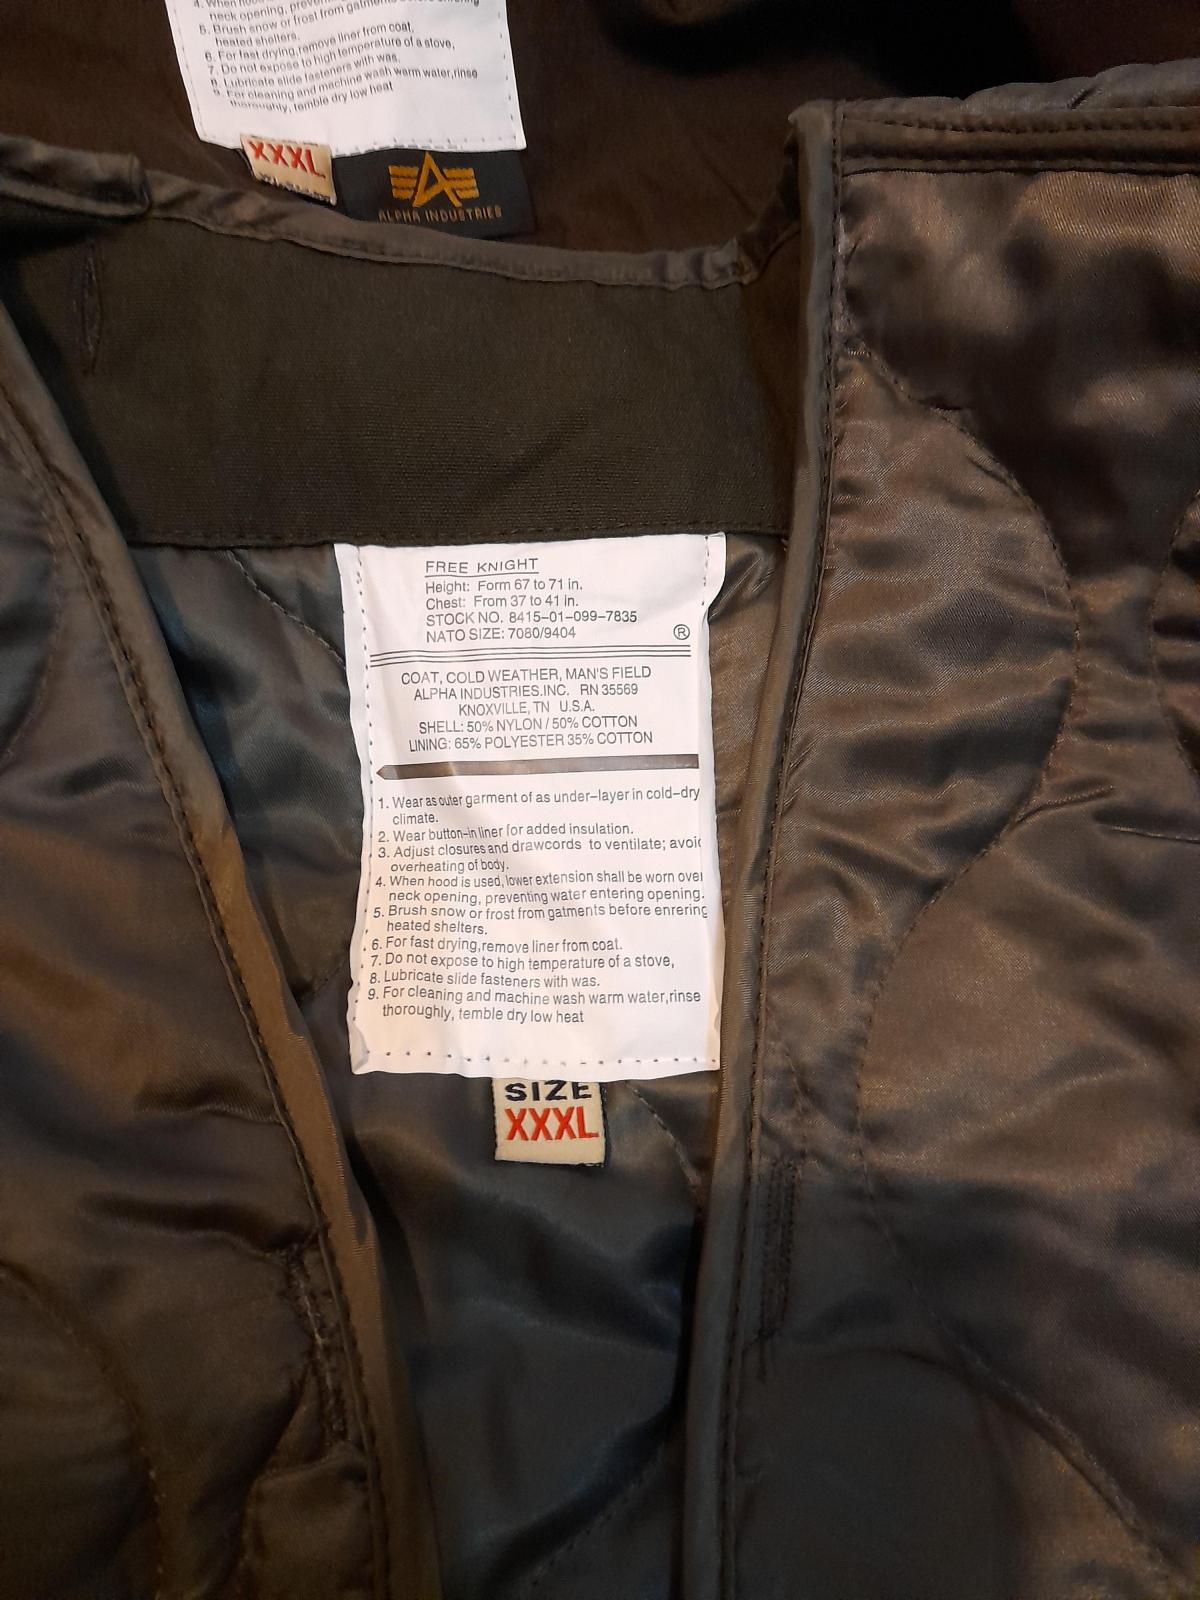 4. When hood is
neck opening, prevent
5. Brush snow or frost from gatments before entering
heated shelters.
6. For fast drying,remove liner from coat,
7. Do not expose to high temperature of a stove,
8. Lubricate slide fasteners with was.
9. For cleaning and machine wash warm water,rinse
thoroughly, temble dry low heat
XXXL
ALPHA INDUSTRIES
FREE KNIGHT
Height: Form 67 to 71 in.
Chest: From 37 to 41 in.
STOCK NO. 8415-01-099-7835
NATO SIZE: 7080/9404 ®
COAT, COLD WEATHER, MAN'S FIELD
ALPHA INDUSTRIES.INC. RN 35569
KNOXVILLE, TN U.S.A.
SHELL: 50% NYLON / 50% COTTON
LINING: 65% POLYESTER 35% COTTON
1. Wear as outer garment of as under-layer in cold-dry
climate.
2. Wear button-in liner for added insulation.
3. Adjust closures and drawcords to ventilate; avoid
overheating of body.
4. When hood is used, lower extension shall be worn over
neck opening, preventing water entering opening.
5. Brush snow or frost from gatments before enrering
heated shelters.
6. For fast drying,remove liner from coat.
7. Do not expose to high temperature of a stove,
8. Lubricate slide fasteners with was.
9. For cleaning and machine wash warm water,rinse
thoroughly, temble dry low heat
SIZE
XXXL